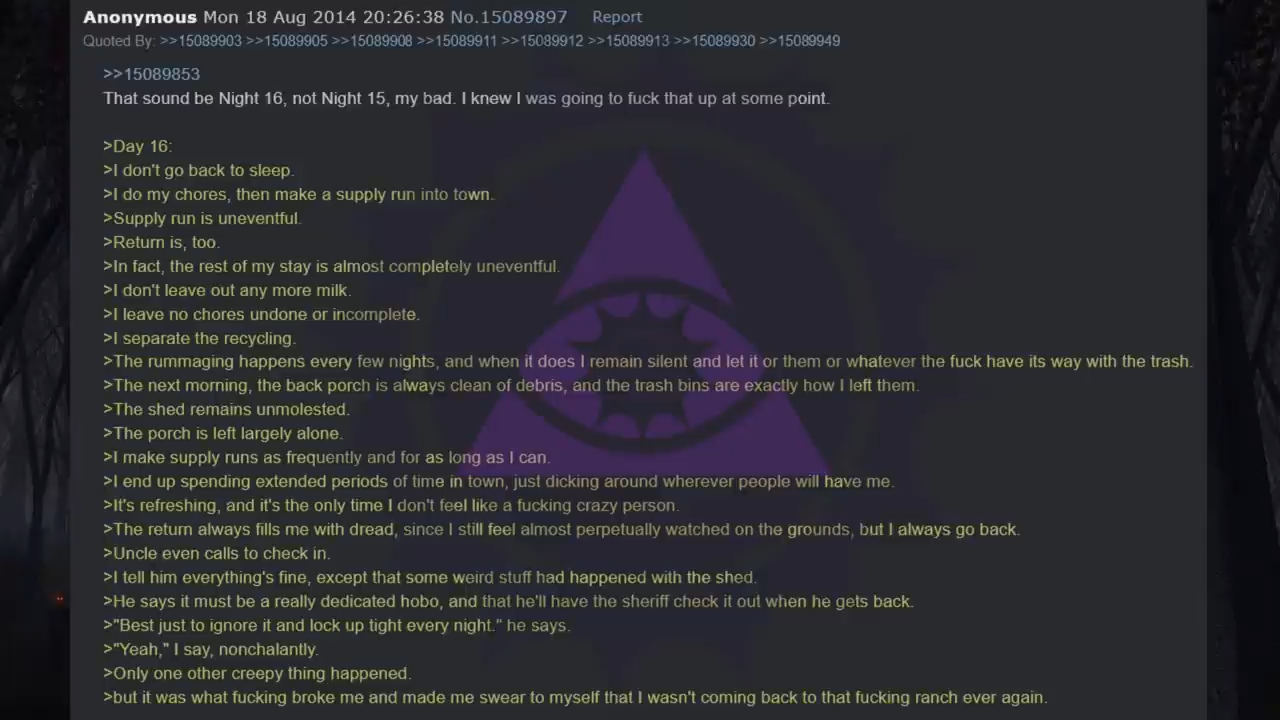 Anonymous Mon 18 Aug 2014 20:26:38 No.15089897 Report
Quoted By: >>15089903 >>15089905 >>15089908 >>15089911 >>15089912 >>15089913 >>15089930 >>15089949
>>15089853
That sound be Night 16, not Night 15, my bad. I knew I was going to fuck that up at some point.
>Day 16:
>I don't go back to sleep.
>I do my chores, then make a supply run into town.
>Supply run is uneventful.
>Return is, too.
>In fact, the rest of my stay is almost completely uneventful.
>I don't leave out any more milk.
>I leave no chores undone or incomplete.
>I separate the recycling.
>The rummaging happens every few nights, and when it does I remain silent and let it or them or whatever the fuck have its way with the trash.
>The next morning, the back porch is always clean of debris, and the trash bins are exactly how I left them.
>The shed remains unmolested.
>The porch is left largely alone.
>I make supply runs as frequently and for as long as I can.
>I end up spending extended periods of time in town, just dicking around wherever people will have me.
>It's refreshing, and it's the only time I don't feel like a fucking crazy person.
>The return always fills me with dread, since I still feel almost perpetually watched on the grounds, but I always go back.
>Uncle even calls to check in.
>I tell him everything's fine, except that some weird stuff had happened with the shed.
>He says it must be a really dedicated hobo, and that he'll have the sheriff check it out when he gets back.
>"Best just to ignore it and lock up tight every night." he says.
>"Yeah," I say, nonchalantly.
>Only one other creepy thing happened.
>but it was what fucking broke me and made me swear to myself that I wasn't coming back to that fucking ranch ever again.